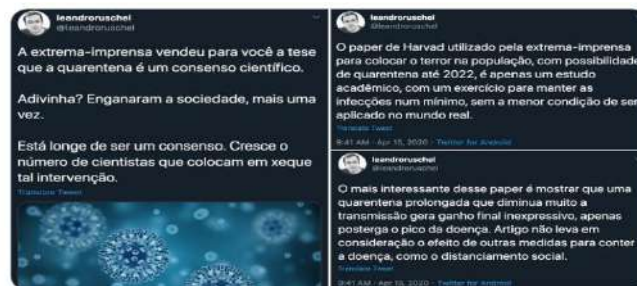 leandroruschel
@leandroruschel
A extrema-imprensa vendeu para você a tese
que a quarentena é um consenso científico.
Adivinha? Enganaram a sociedade, mais uma
vez.
Está longe de ser um consenso. Cresce o
número de cientistas que colocam em xeque
tal intervenção.
Translate Tweet
leandroruschel
@leandroruschel
O paper de Harvad utilizado pela extrema-imprensa
para colocar o terror na população, com possibilidade
de quarentena até 2022, é apenas um estudo
acadêmico, com um exercício para manter as
infecções num mínimo, sem a menor condição de ser
aplicado no mundo real.
Translate Tweet
9:41 AM · Apr 15, 2020 · Twitter for Android
leandroruschel
@leandroruschel
O mais interessante desse paper é mostrar que uma
quarentena prolongada que diminua muito a
transmissão gera ganho final inexpressivo, apenas
posterga o pico da doença. Artigo não leva em
consideração o efeito de outras medidas para conter
a doença, como o distanciamento social.
Translate Tweet
9:41 AM · Apr 15, 2020 · Twitter for Android